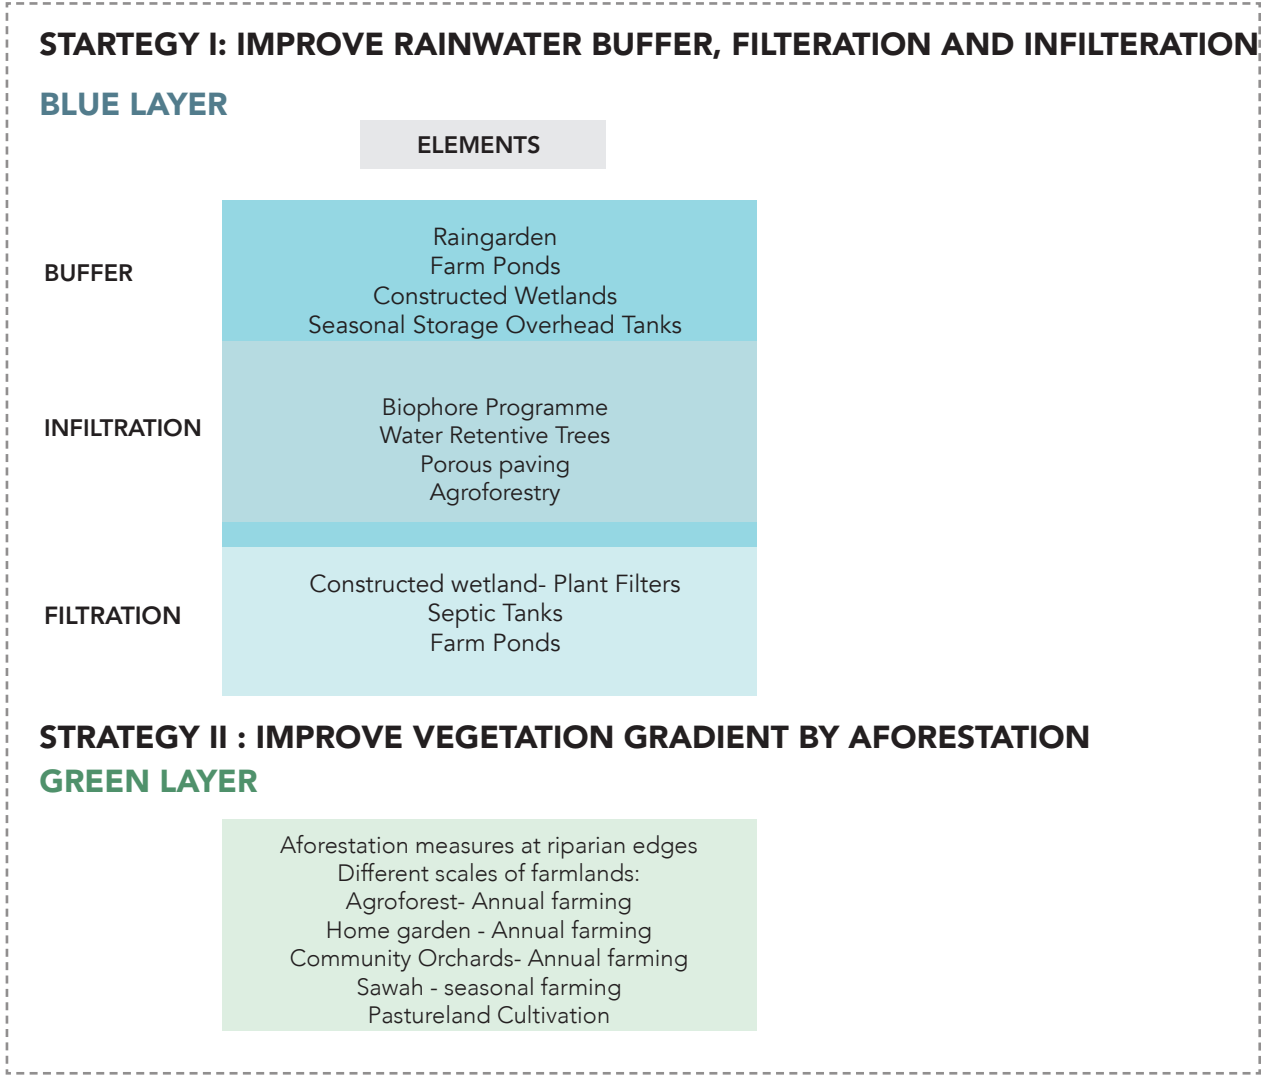 STARTEGY I: IMPROVE RAINWATER BUFFER, FILTERATION AND INFILTERATION
BLUE LAYER
ELEMENTS
BUFFER
Raingarden
Farm Ponds
Constructed Wetlands
Seasonal Storage Overhead Tanks
INFILTRATION
Biophore Programme
Water Retentive Trees
Porous paving
Agroforestry
FILTRATION
Constructed wetland- Plant Filters
Septic Tanks
Farm Ponds
STRATEGY II : IMPROVE VEGETATION GRADIENT BY AFORESTATION
GREEN LAYER
Aforestation measures at riparian edges
Different scales of farmlands:
Agroforest- Annual farming
Home garden - Annual farming
Community Orchards- Annual farming
Sawah - seasonal farming
Pastureland Cultivation